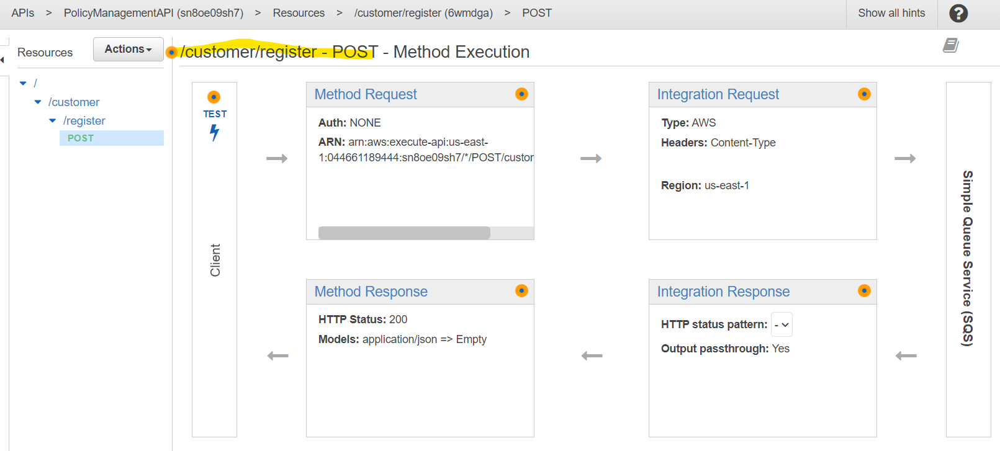 APIs > PolicyManagementAPI (sn8oe09sh7) > Resources > /customer/register (6wmdga) > POST
Show all hints
?
Resources
Actions
/customer/register - POST - Method Execution
/
/customer
/register
POST
TEST
Client
Method Request
Auth: NONE
ARN: arn:aws:execute-api:us-east-
1:044661189444:sn8oe09sh7/*/POST/custor
Integration Request
Type: AWS
Headers: Content-Type
Region: us-east-1
Simple Queue Service (SQS)
Method Response
HTTP Status: 200
Models: application/json => Empty
Integration Response
HTTP status pattern: -
Output passthrough: Yes